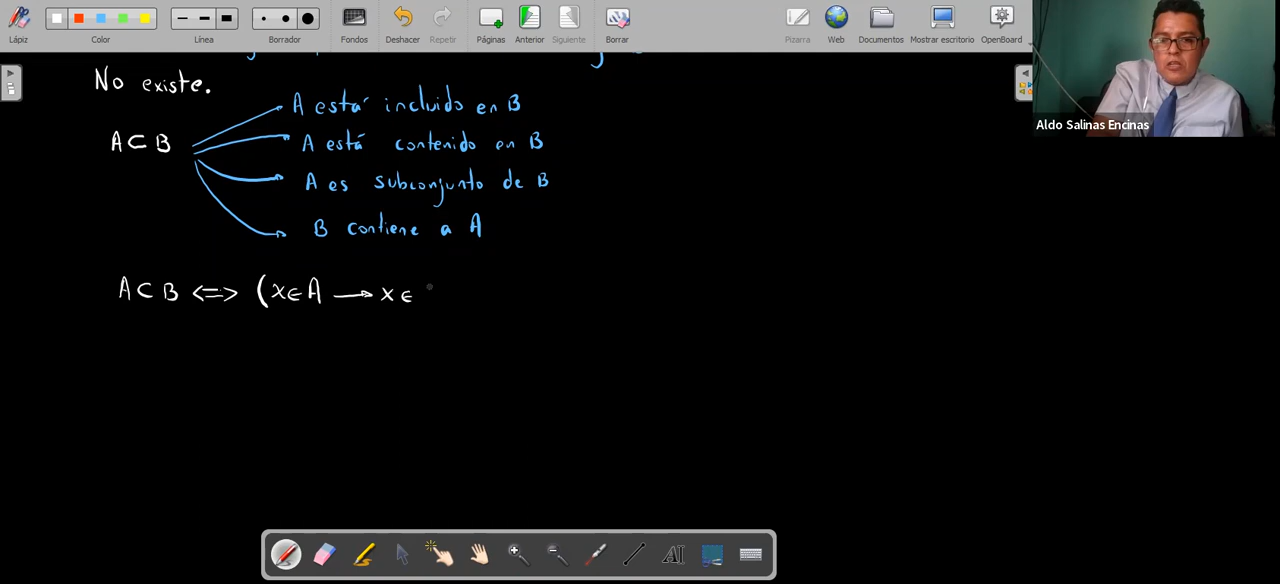 Lápiz Color Línea Borrador Fondos Deshacer Repetir Páginas Anterior Siguiente Borrar Pizarra Web Documentos Mostrar escritorio OpenBoard
No existe.
A está incluido en B
A ⊂ B
A está contenido en B
A es subconjunto de B
B contiene a A
A ⊂ B <=> (x ∈ A → x ∈
Aldo Salinas Encinas
AI